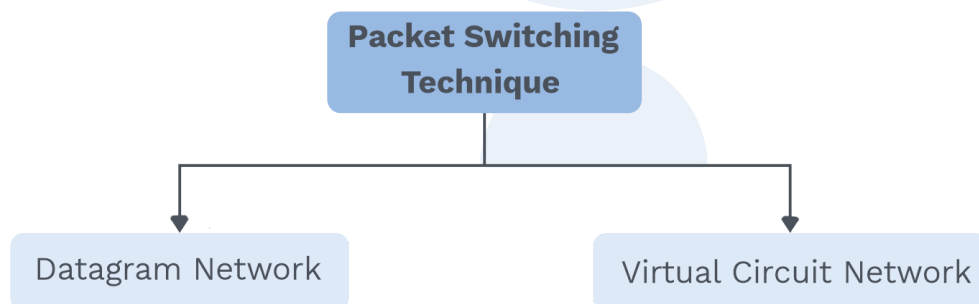 Packet Switching
Technique
Datagram Network
Virtual Circuit Network